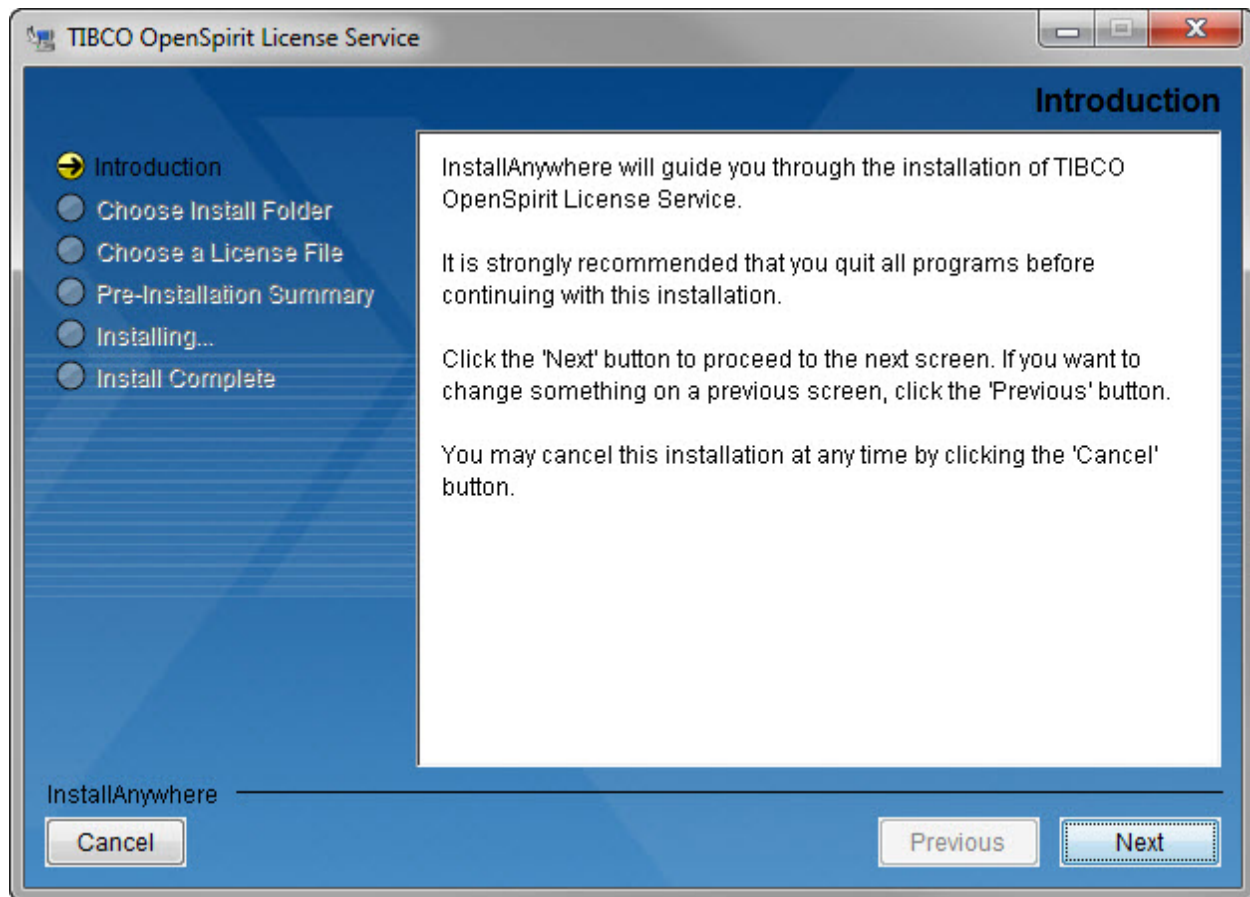 TIBCO OpenSpirit License Service
Introduction
Introduction
Choose Install Folder
Choose a License File
Pre-Installation Summary
Installing...
Install Complete
InstallAnywhere will guide you through the installation of TIBCO
OpenSpirit License Service.
It is strongly recommended that you quit all programs before
continuing with this installation.
Click the 'Next' button to proceed to the next screen. If you want to
change something on a previous screen, click the 'Previous' button.
You may cancel this installation at any time by clicking the 'Cancel'
button.
InstallAnywhere
Cancel
Previous
Next